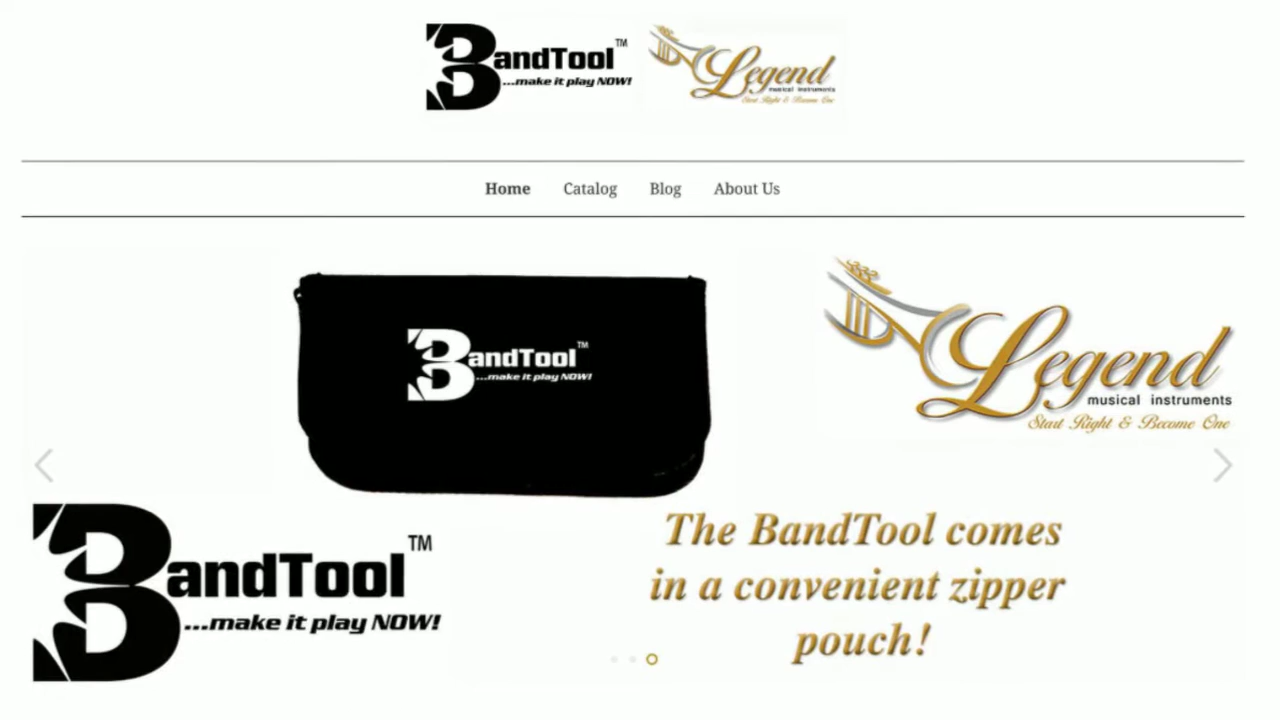 BandTool™
...make it play NOW!
Legend
musical instruments
Start Right & Become One
Home Catalog Blog About Us
BandTool™
...make it play NOW!
Legend
musical instruments
Start Right & Become One
BandTool™
...make it play NOW!
The BandTool comes
in a convenient zipper
pouch!